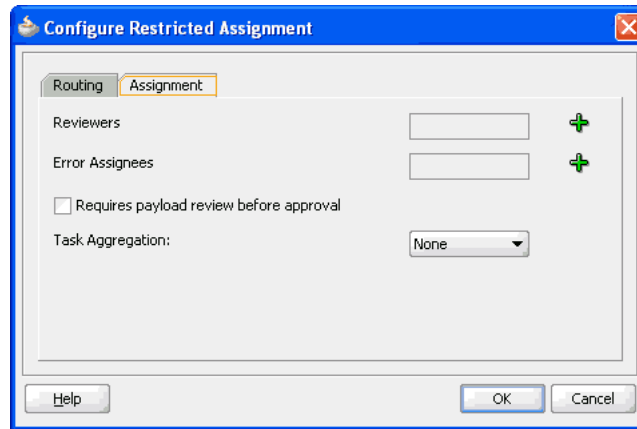 Configure Restricted Assignment
Routing Assignment
Reviewers
Error Assignees
Requires payload review before approval
Task Aggregation: None
Help OK Cancel